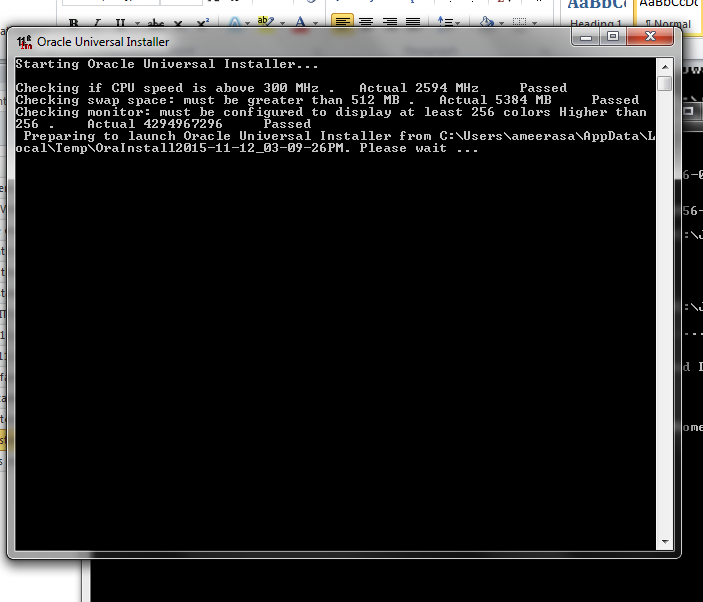 AaBbCc
AaBbCcDc
Heading 1
¶ Normal
B I U abc x x²
Oracle Universal Installer
Starting Oracle Universal Installer...
Checking if CPU speed is above 300 MHz .   Actual 2594 MHz     Passed
Checking swap space: must be greater than 512 MB .   Actual 5384 MB     Passed
Checking monitor: must be configured to display at least 256 colors Higher than
256 .    Actual 4294967296     Passed
 Preparing to launch Oracle Universal Installer from C:\Users\ameerasa\AppData\L
ocal\Temp\OraInstall2015-11-12_03-09-26PM. Please wait ...